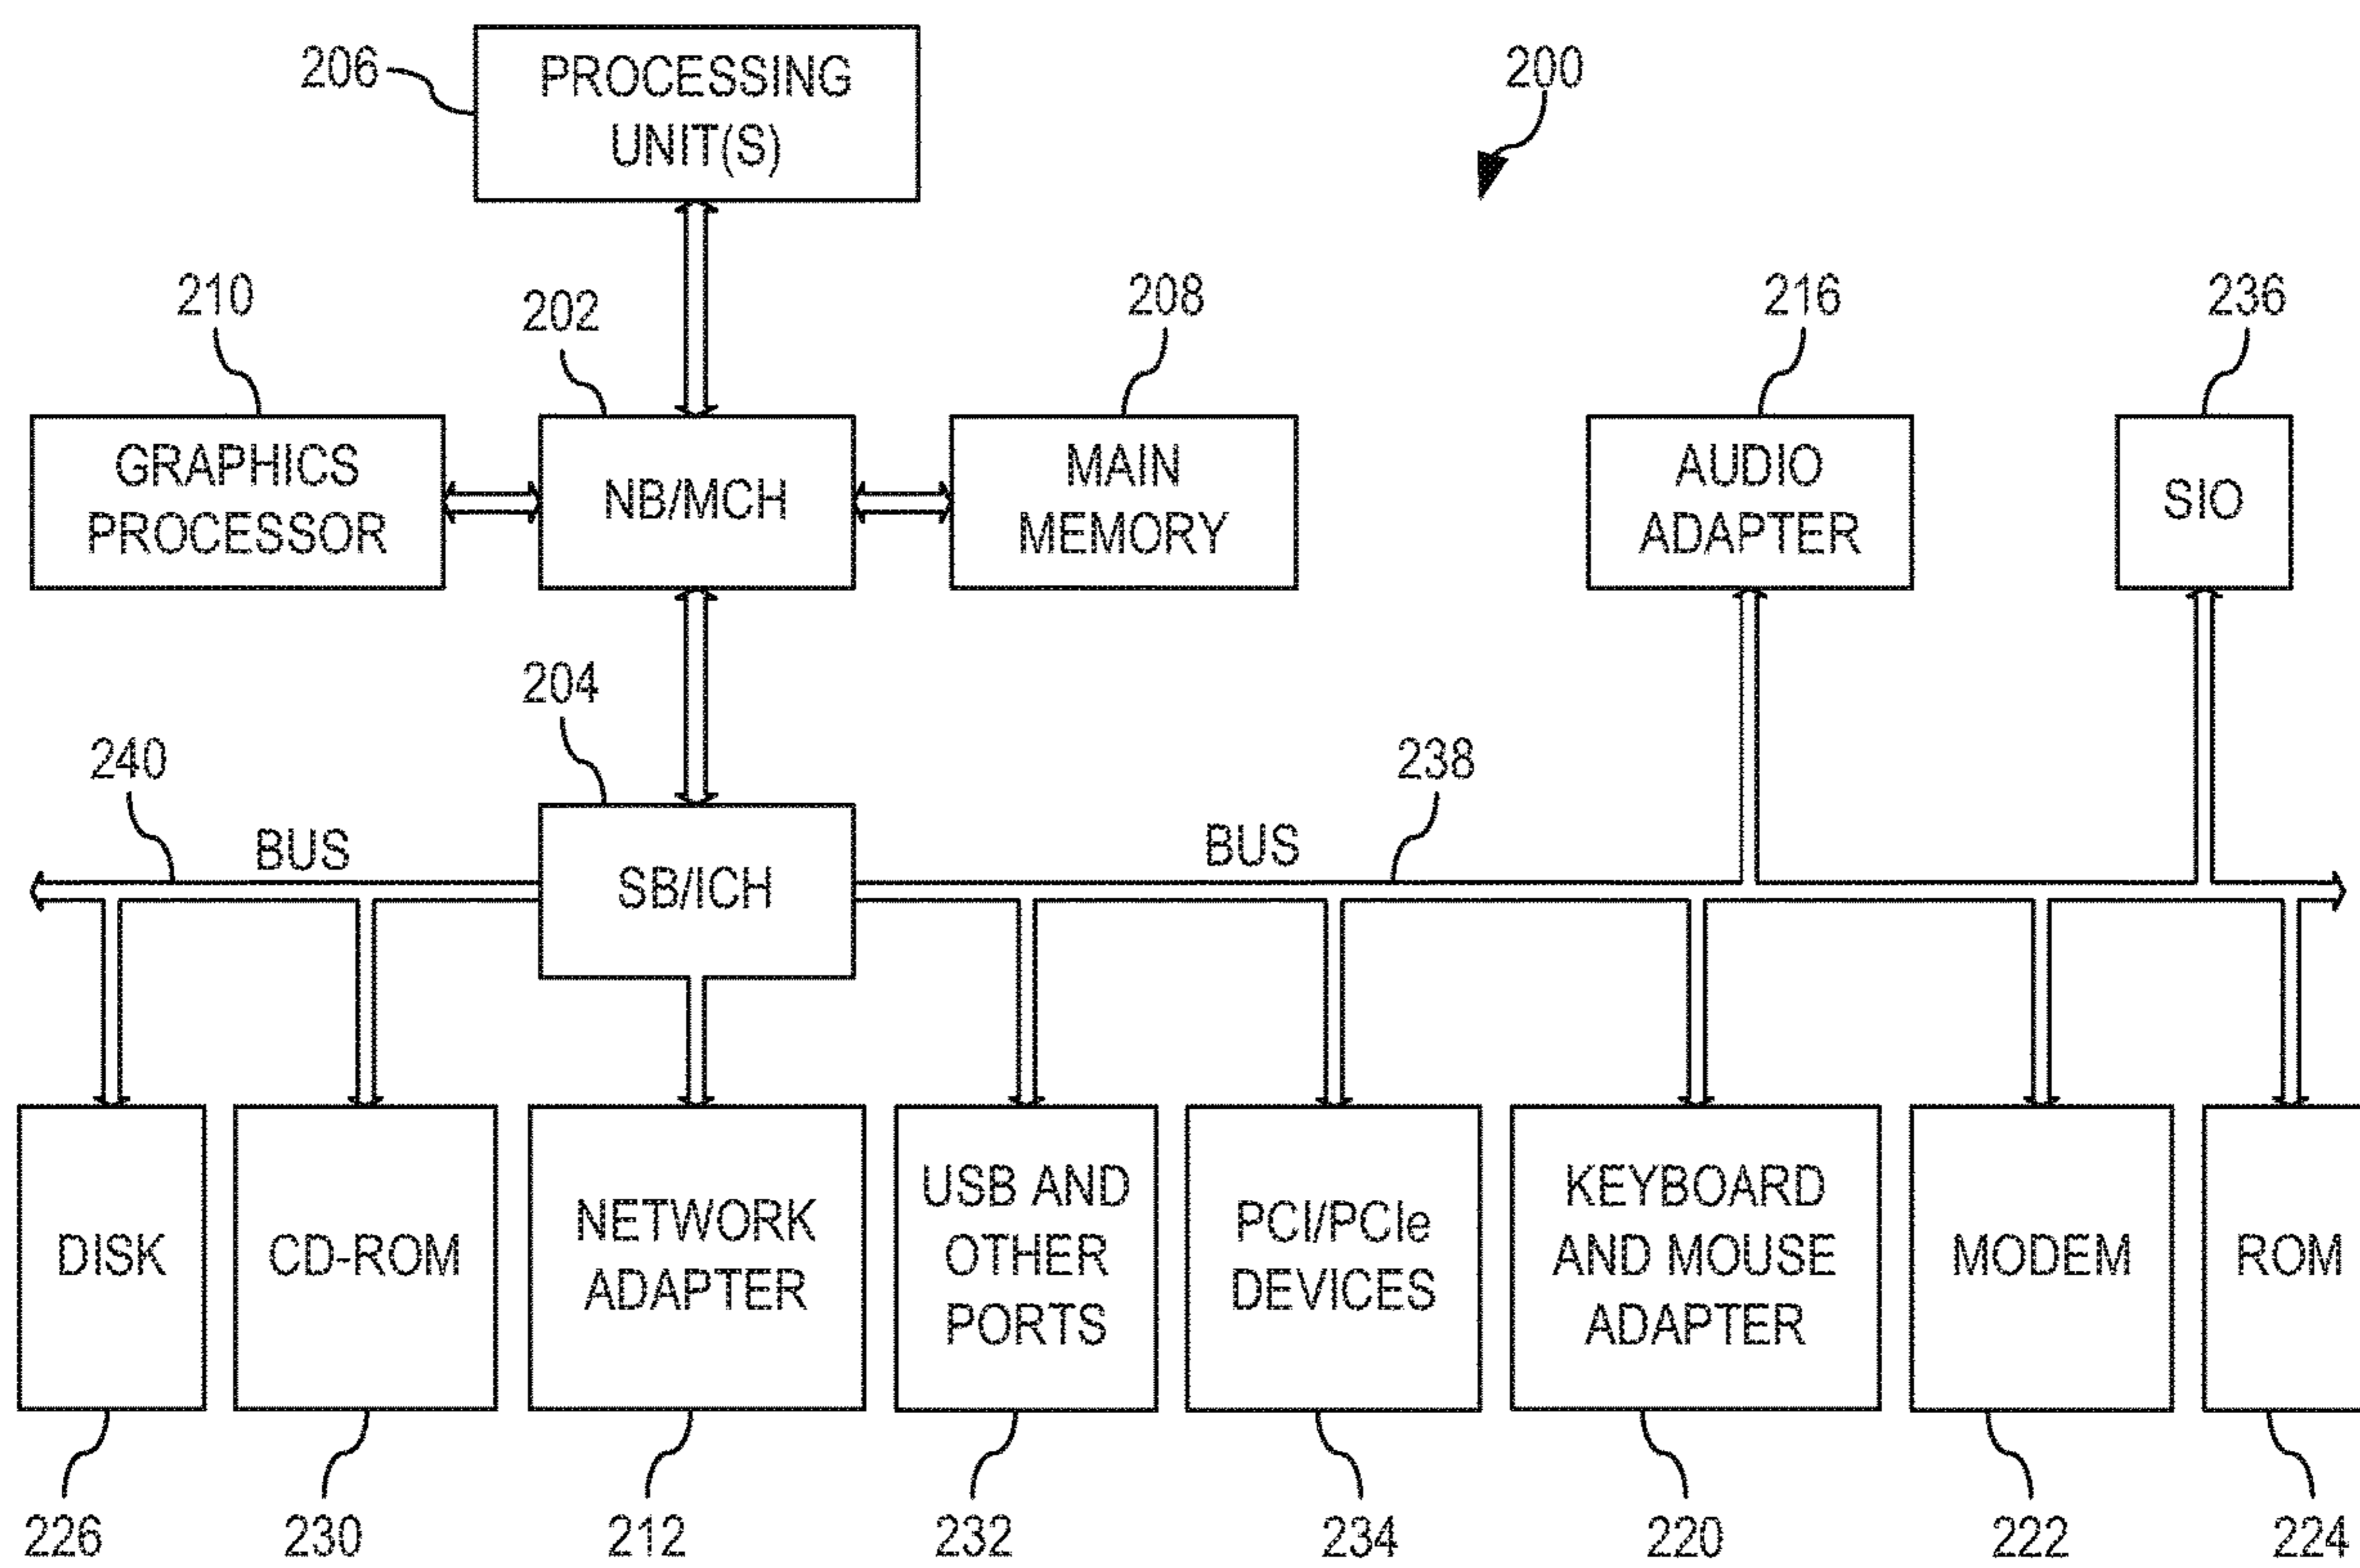 206
PROCESSING
UNIT(S)
200
210
202
208
216
236
GRAPHICS
PROCESSOR
NB/MCH
MAIN
MEMORY
AUDIO
ADAPTER
SIO
204
240
BUS
SB/ICH
BUS
238
DISK
CD-ROM
NETWORK
ADAPTER
USB AND
OTHER
PORTS
PCI/PCIe
DEVICES
KEYBOARD
AND MOUSE
ADAPTER
MODEM
ROM
226
230
212
232
234
220
222
224